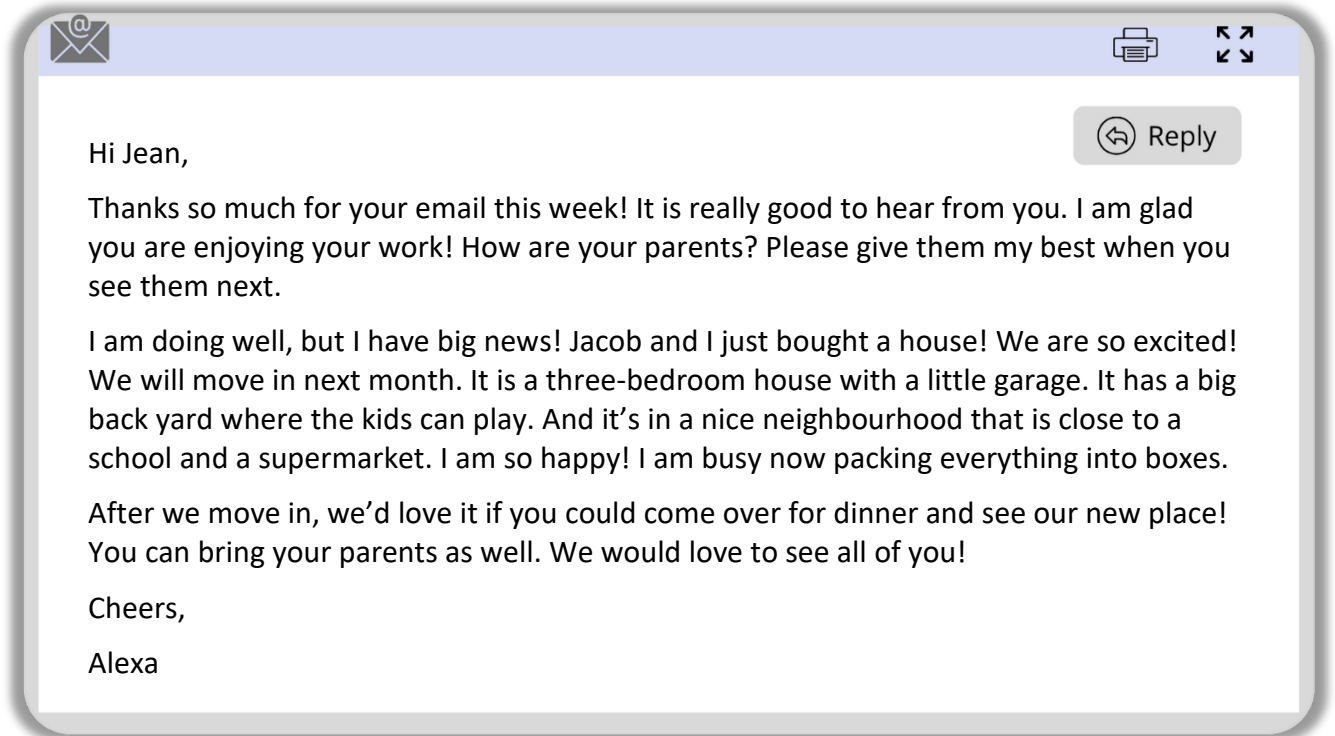 @
Reply
Hi Jean,
Thanks so much for your email this week! It is really good to hear from you. I am glad
you are enjoying your work! How are your parents? Please give them my best when you
see them next.
I am doing well, but I have big news! Jacob and I just bought a house! We are so excited!
We will move in next month. It is a three-bedroom house with a little garage. It has a big
back yard where the kids can play. And it’s in a nice neighbourhood that is close to a
school and a supermarket. I am so happy! I am busy now packing everything into boxes.
After we move in, we’d love it if you could come over for dinner and see our new place!
You can bring your parents as well. We would love to see all of you!
Cheers,
Alexa